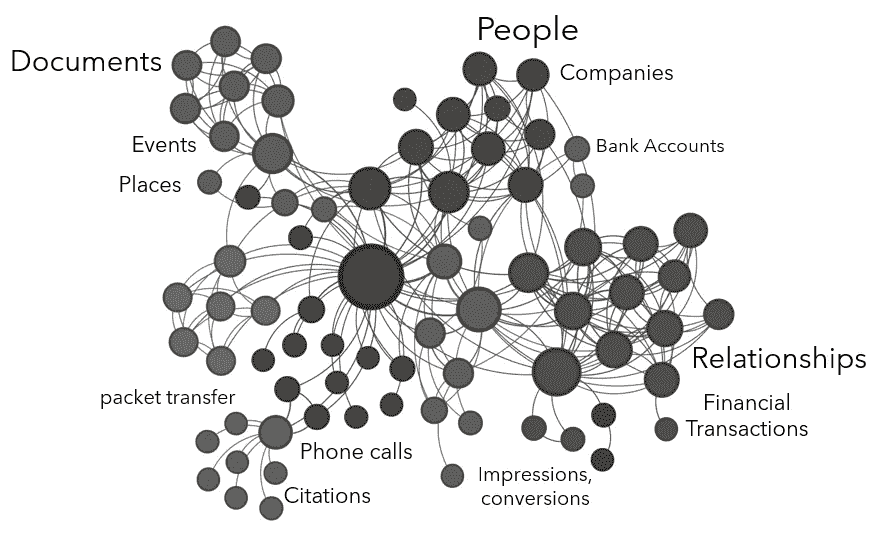 People
Documents
Companies
Events
Bank Accounts
Places
Relationships
packet transfer
Financial
Transactions
Phone calls
Impressions,
conversions
Citations